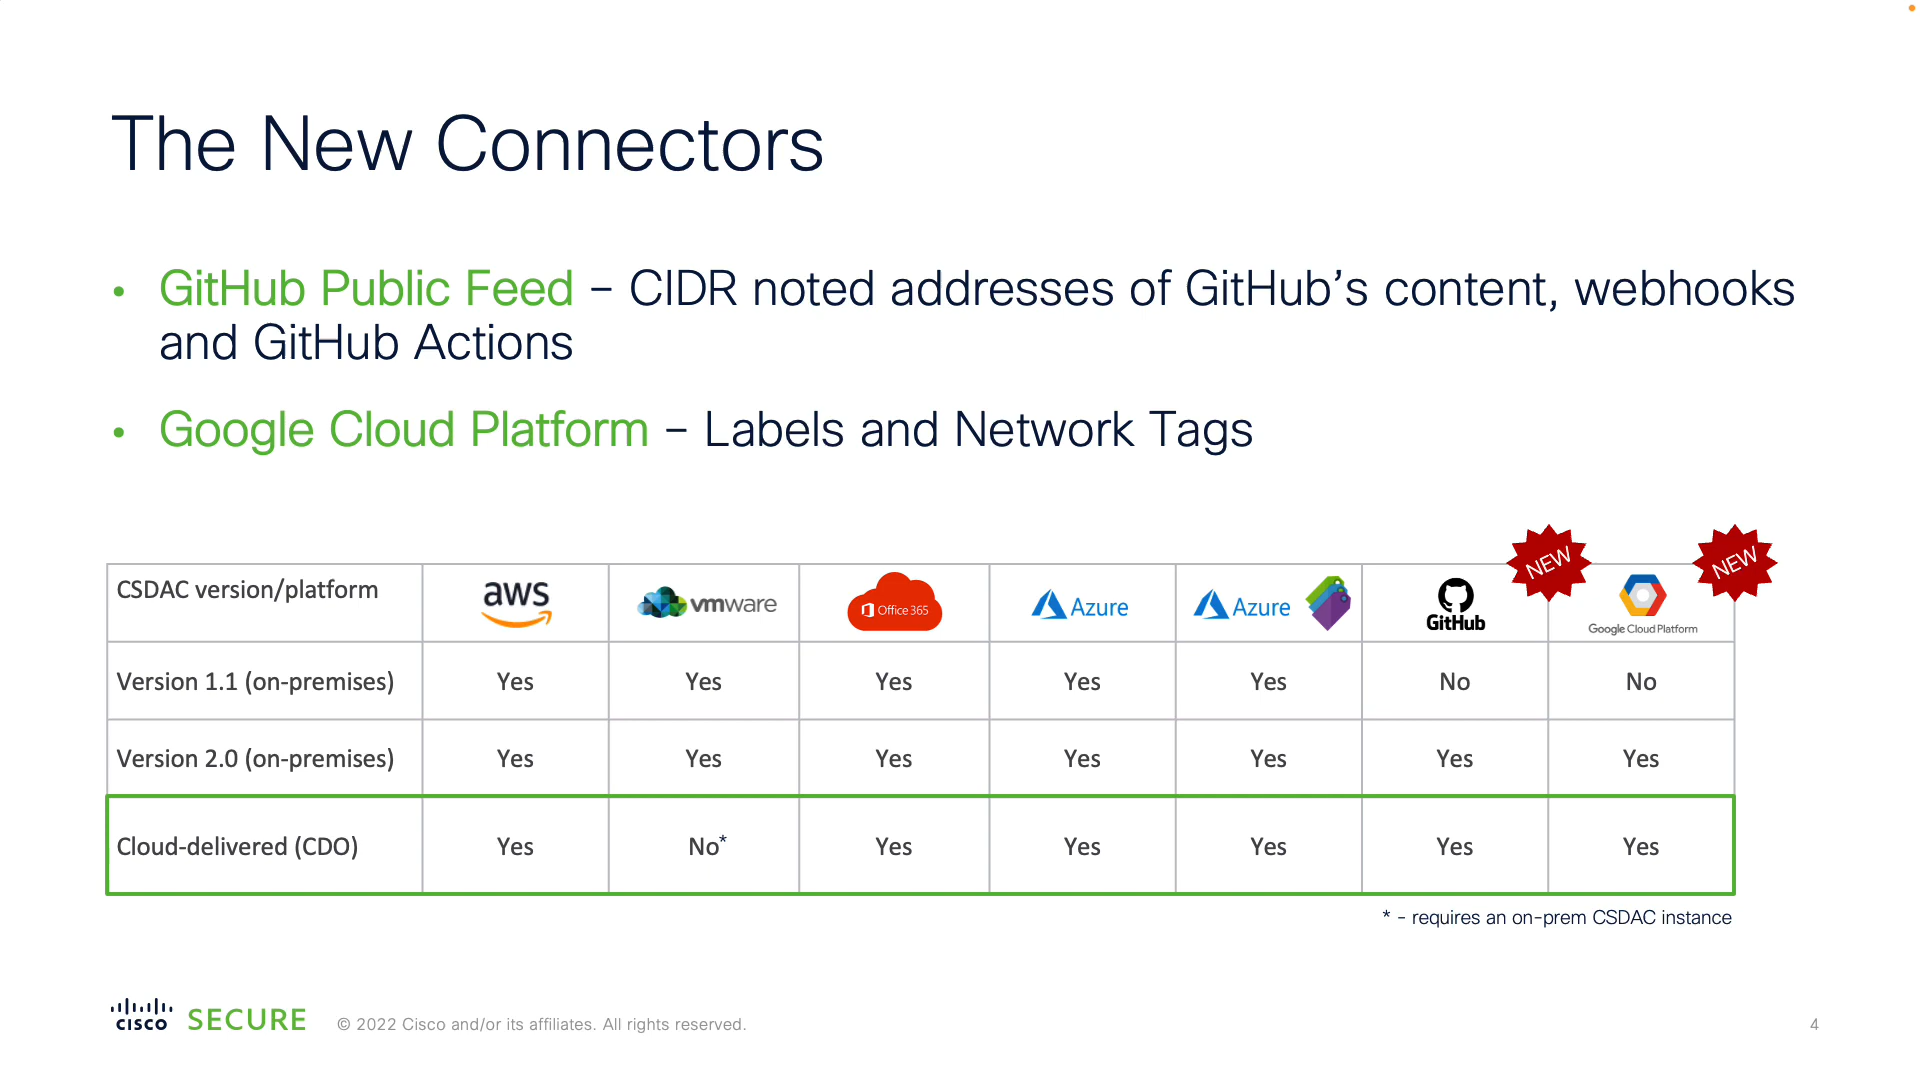 The New Connectors
• GitHub Public Feed – CIDR noted addresses of GitHub’s content, webhooks
and GitHub Actions
• Google Cloud Platform – Labels and Network Tags
NEW NEW
CSDAC version/platform aws vmware Office 365 Azure Azure GitHub Google Cloud Platform
Version 1.1 (on-premises) Yes Yes Yes Yes Yes No No
Version 2.0 (on-premises) Yes Yes Yes Yes Yes Yes Yes
Cloud-delivered (CDO) Yes No* Yes Yes Yes Yes Yes
* - requires an on-prem CSDAC instance
cisco SECURE © 2022 Cisco and/or its affiliates. All rights reserved. 4